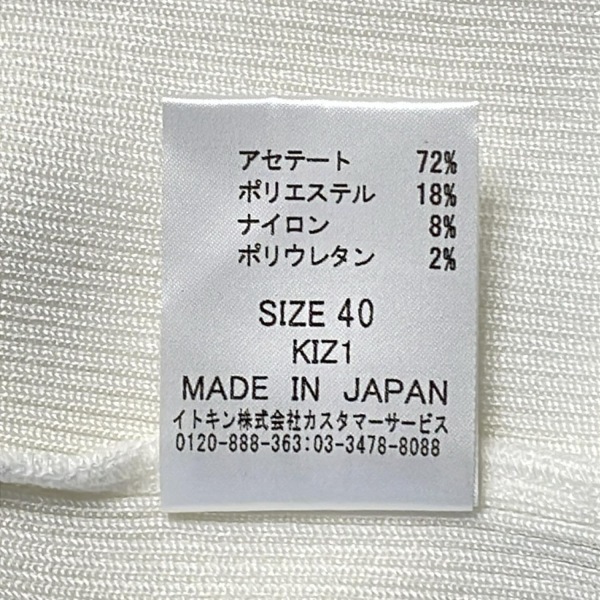 アセテート 72%
ポリエステル 18%
ナイロン 8%
ポリウレタン 2%
SIZE 40
KIZ1
MADE IN JAPAN
イトキン株式会社カスタマーサービス
0120-888-363:03-3478-8088